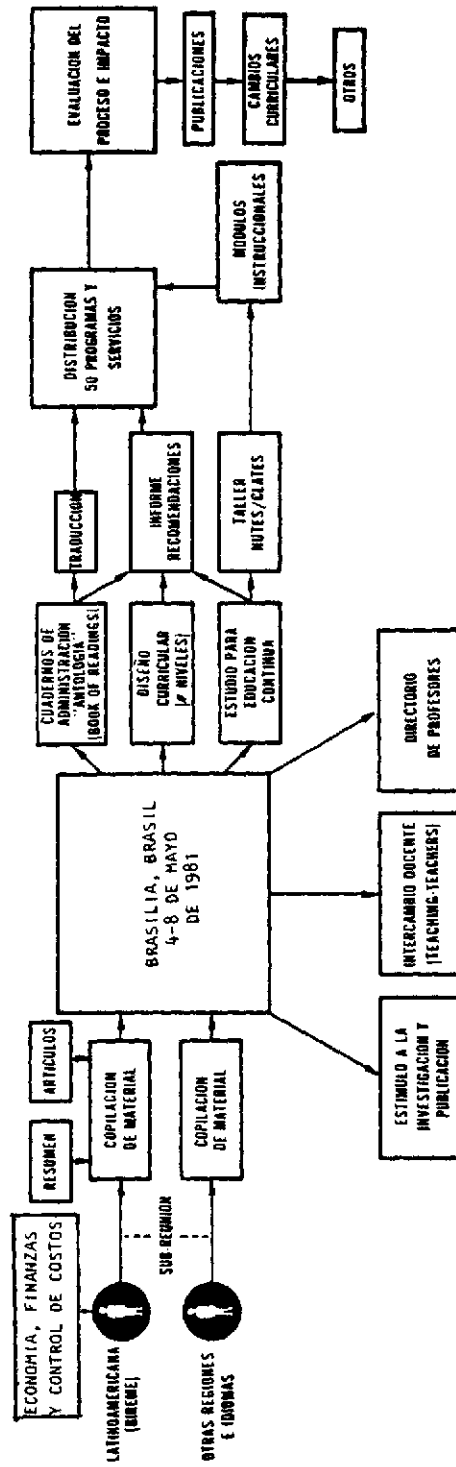 ECONOMIA, FINANZAS
Y CONTROL DE COSTOS
RESUMEN
ARTICULOS
LATINOAMERICANA
(BIREME)
COPILACION
DE MATERIAL
SUB-REUNION
OTRAS REGIONES
E IDIOMAS
COPILACION
DE MATERIAL
BRASILIA, BRASIL
4-8 DE MAYO
DE 1981
CUADERNOS DE
ADMINISTRACION
"ANTOLOGIA"
|BOOK OF READINGS|
TRADUCCION
DISEÑO
CURRICULAR
|# NIVELES|
INFORME
RECOMENDACIONES
ESTUDIO PARA
EDUCACION
CONTINUA
TALLER
NUTES/CLATES
DISTRIBUCION
50 PROGRAMAS Y
SERVICIOS
MODULOS
INSTRUCCIONALES
EVALUACION DEL
PROCESO E IMPACTO
PUBLICACIONES
CAMBIOS
CURRICULARES
OTROS
ESTIMULO A LA
INVESTIGACION Y
PUBLICACION
INTERCAMBIO DOCENTE
|TEACHING-TEACHERS|
DIRECTORIO
DE PROFESORES